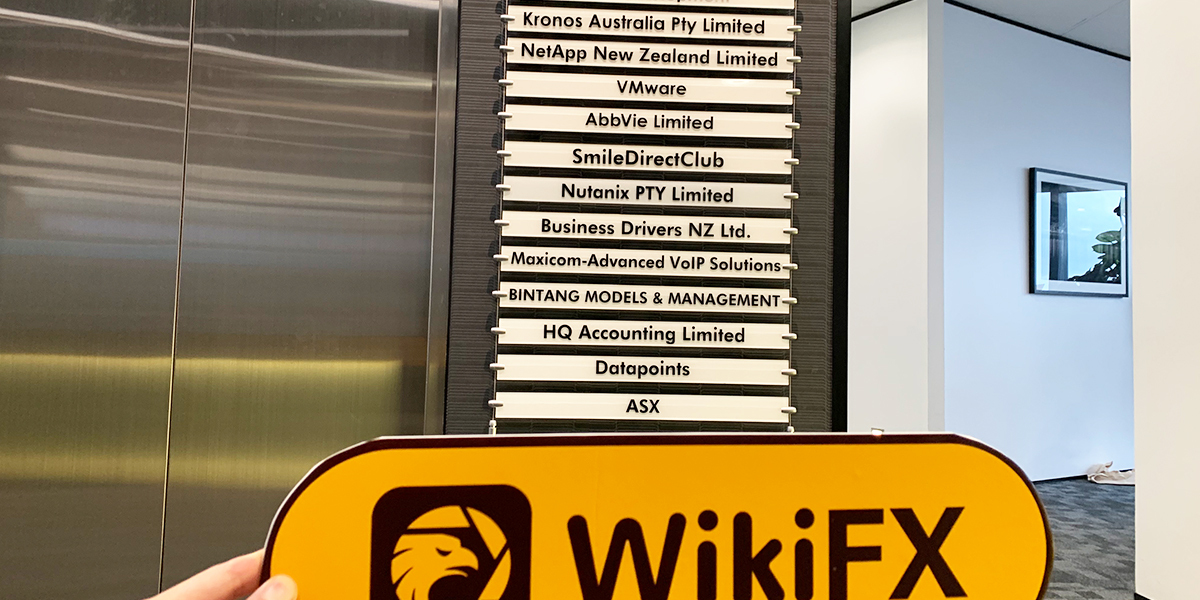 Kronos Australia Pty Limited
NetApp New Zealand Limited
VMware
AbbVie Limited
SmileDirectClub
Nutanix PTY Limited
Business Drivers NZ Ltd.
Maxicom-Advanced VoIP Solutions
BINTANG MODELS & MANAGEMENT
HQ Accounting Limited
Datapoints
ASX
WikiFX